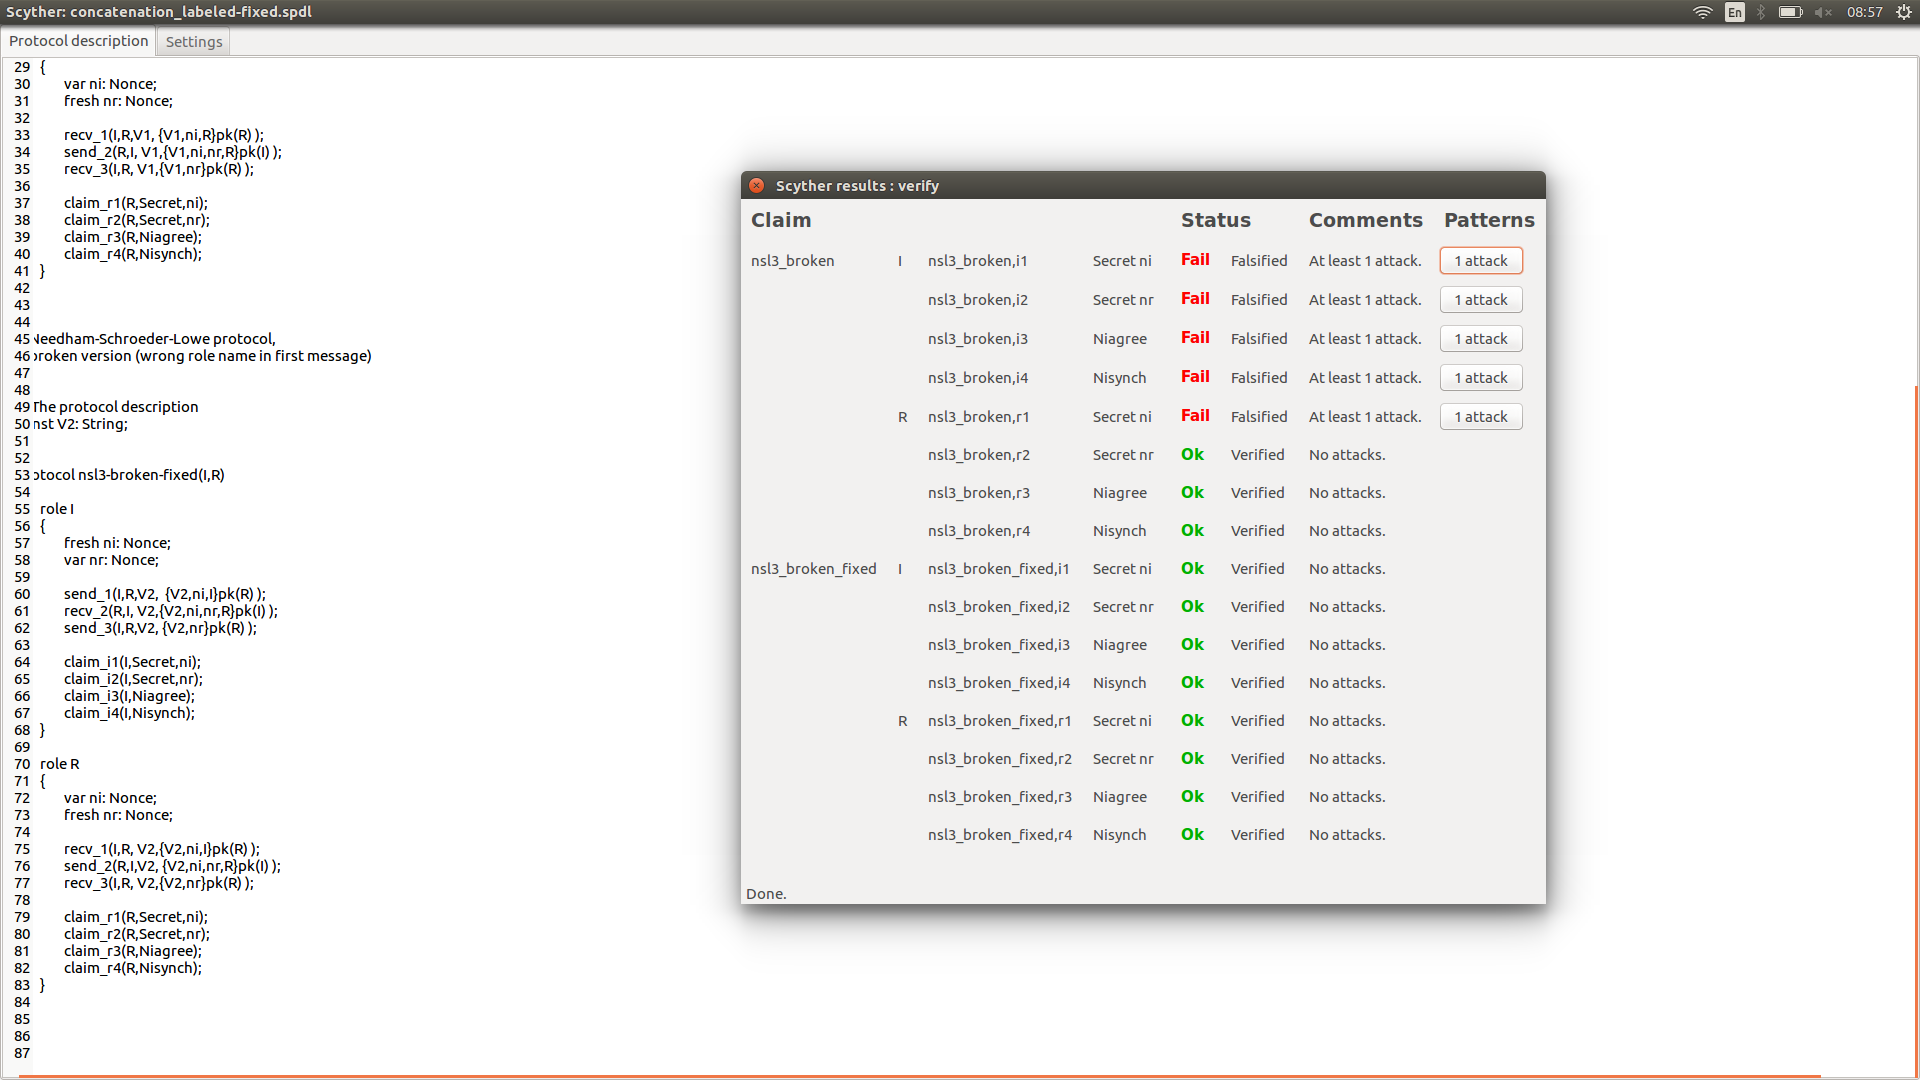 Scyther: concatenation_labeled-fixed.spdl
En
08:57
Protocol description
Settings
29 {
30 var ni: Nonce;
31 fresh nr: Nonce;
32
33 recv_1(I,R,V1, {V1,ni,R}pk(R) );
34 send_2(R,I, V1,{V1,ni,nr,R}pk(I) );
35 recv_3(I,R, V1,{V1,nr}pk(R) );
36
37 claim_r1(R,Secret,ni);
38 claim_r2(R,Secret,nr);
39 claim_r3(R,Niagree);
40 claim_r4(R,Nisynch);
41 }
42
43
44
45 Needham-Schroeder-Lowe protocol,
46 broken version (wrong role name in first message)
47
48
49 The protocol description
50 nst V2: String;
51
52
53 otocol nsl3-broken-fixed(I,R)
54
55 role I
56 {
57 fresh ni: Nonce;
58 var nr: Nonce;
59
60 send_1(I,R,V2, {V2,ni,I}pk(R) );
61 recv_2(R,I, V2,{V2,ni,nr,R}pk(I) );
62 send_3(I,R,V2, {V2,nr}pk(R) );
63
64 claim_i1(I,Secret,ni);
65 claim_i2(I,Secret,nr);
66 claim_i3(I,Niagree);
67 claim_i4(I,Nisynch);
68 }
69
70 role R
71 {
72 var ni: Nonce;
73 fresh nr: Nonce;
74
75 recv_1(I,R, V2,{V2,ni,I}pk(R) );
76 send_2(R,I,V2, {V2,ni,nr,R}pk(I) );
77 recv_3(I,R, V2,{V2,nr}pk(R) );
78
79 claim_r1(R,Secret,ni);
80 claim_r2(R,Secret,nr);
81 claim_r3(R,Niagree);
82 claim_r4(R,Nisynch);
83 }
84
85
86
87
Scyther results : verify
Claim Status Comments Patterns
nsl3_broken I nsl3_broken,i1 Secret ni Fail Falsified At least 1 attack. 1 attack
nsl3_broken,i2 Secret nr Fail Falsified At least 1 attack. 1 attack
nsl3_broken,i3 Niagree Fail Falsified At least 1 attack. 1 attack
nsl3_broken,i4 Nisynch Fail Falsified At least 1 attack. 1 attack
R nsl3_broken,r1 Secret ni Fail Falsified At least 1 attack. 1 attack
nsl3_broken,r2 Secret nr Ok Verified No attacks.
nsl3_broken,r3 Niagree Ok Verified No attacks.
nsl3_broken,r4 Nisynch Ok Verified No attacks.
nsl3_broken_fixed I nsl3_broken_fixed,i1 Secret ni Ok Verified No attacks.
nsl3_broken_fixed,i2 Secret nr Ok Verified No attacks.
nsl3_broken_fixed,i3 Niagree Ok Verified No attacks.
nsl3_broken_fixed,i4 Nisynch Ok Verified No attacks.
R nsl3_broken_fixed,r1 Secret ni Ok Verified No attacks.
nsl3_broken_fixed,r2 Secret nr Ok Verified No attacks.
nsl3_broken_fixed,r3 Niagree Ok Verified No attacks.
nsl3_broken_fixed,r4 Nisynch Ok Verified No attacks.
Done.